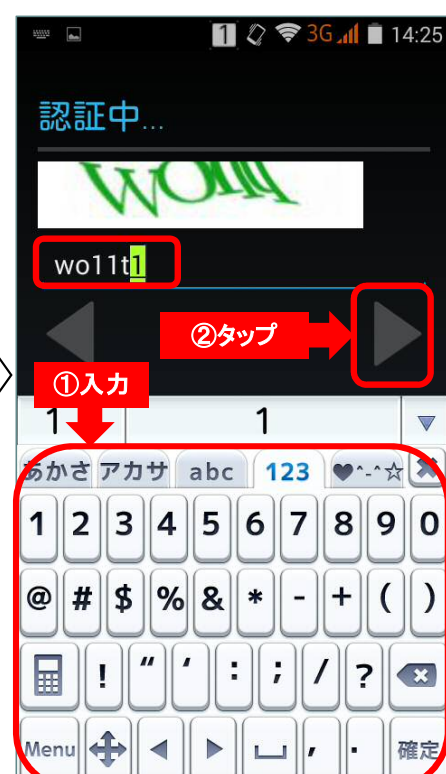 1 3G 14:25
認証中...
wo11t1
②タップ
①入力
1 1
あかさ アカサ abc 123 ♥^-^☆
1 2 3 4 5 6 7 8 9 0
@ # $ % & * - + ( )
! " ' : ; / ?
Menu , . 確定